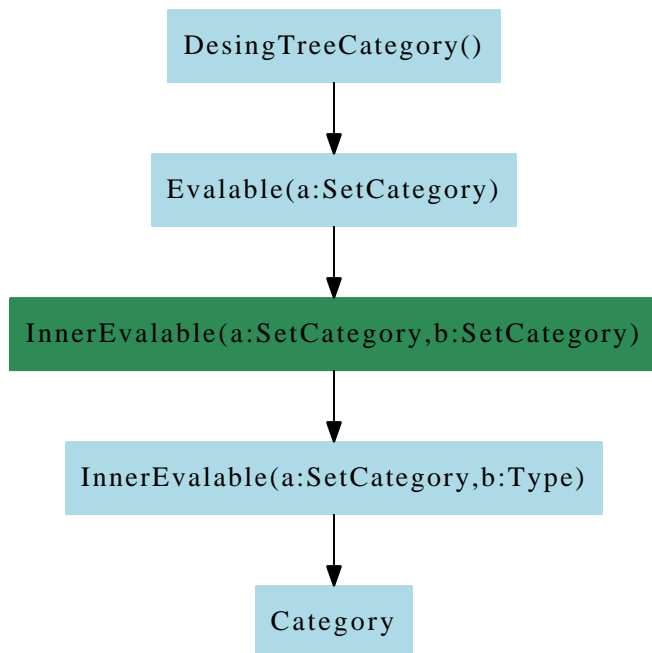 DesingTreeCategory()
Evalable(a:SetCategory)
InnerEvalable(a:SetCategory,b:SetCategory)
InnerEvalable(a:SetCategory,b:Type)
Category